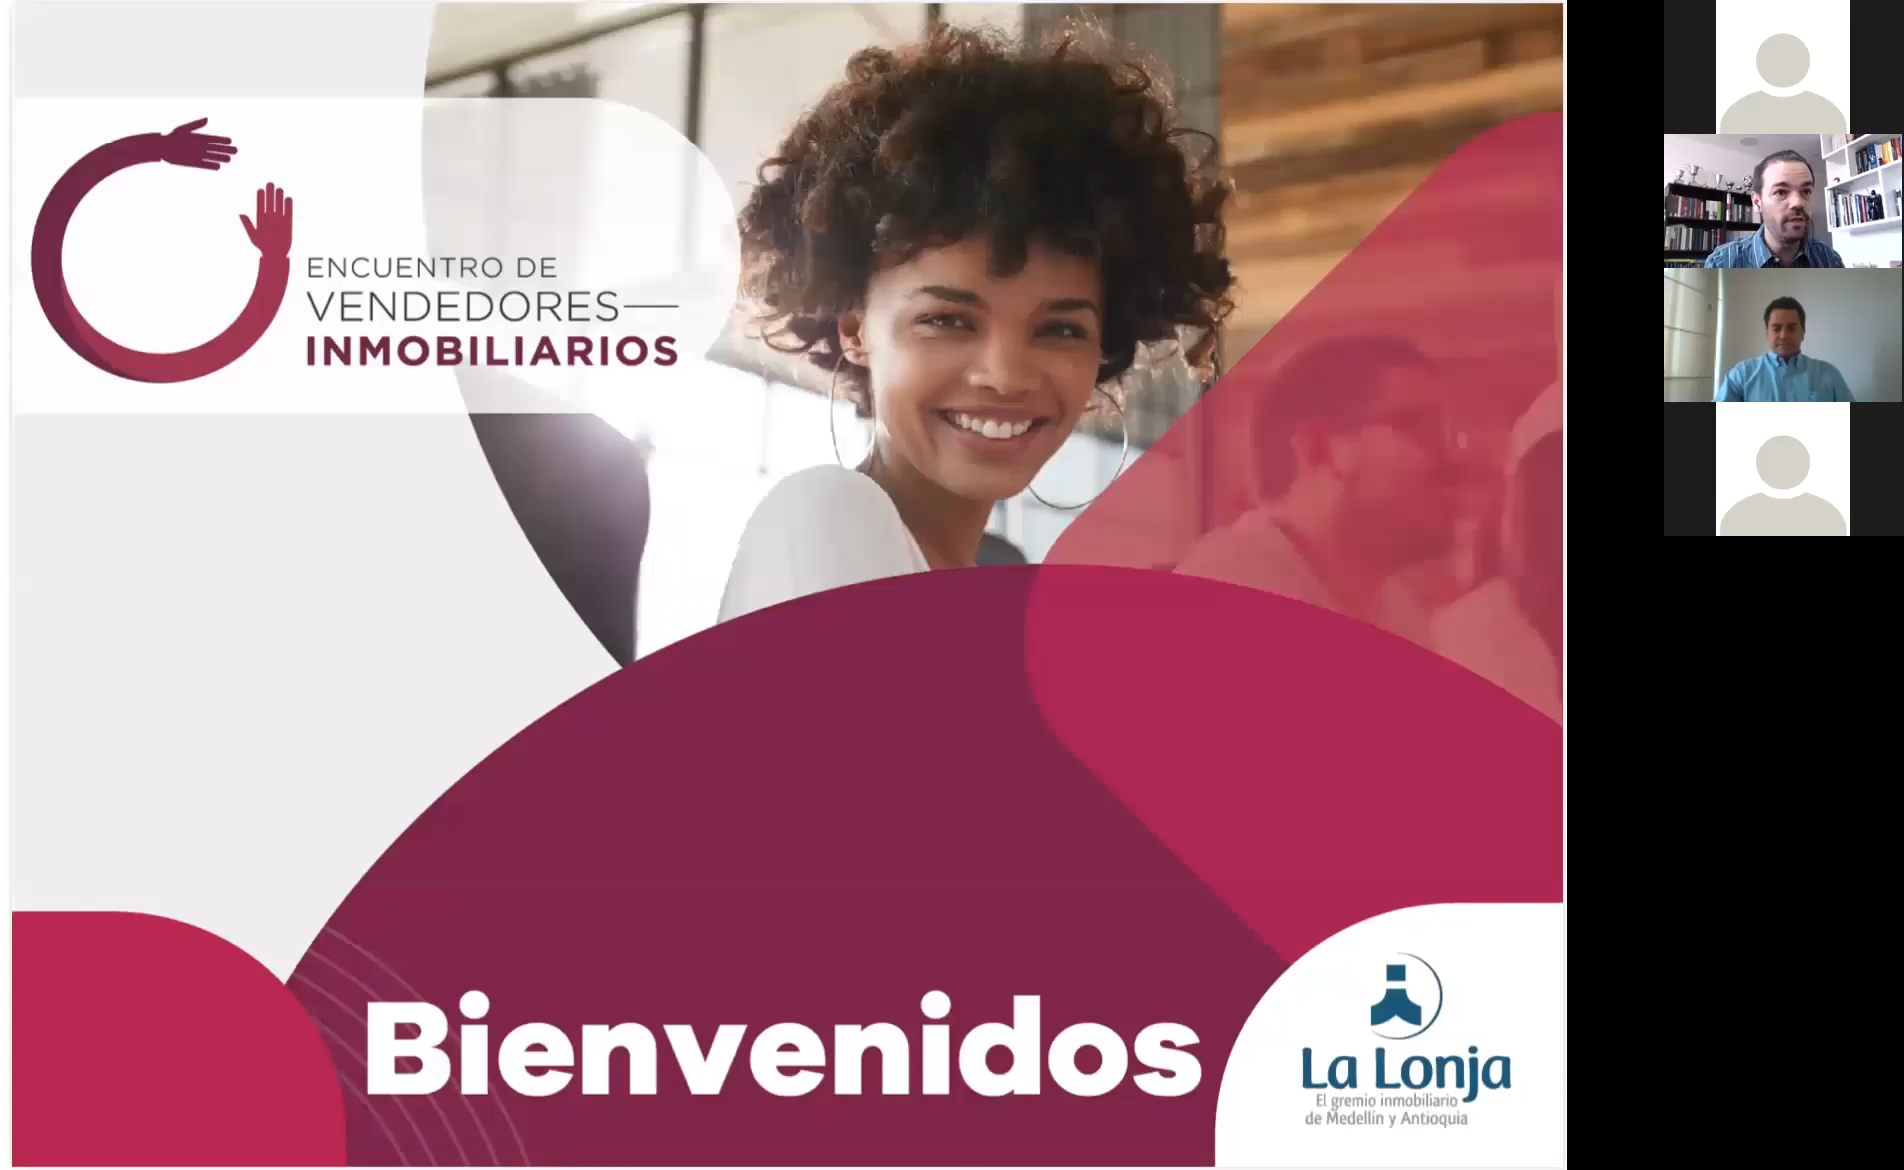 ENCUENTRO DE
VENDEDORES
INMOBILIARIOS
Bienvenidos
La Lonja
El gremio inmobiliario
de Medellín y Antioquia